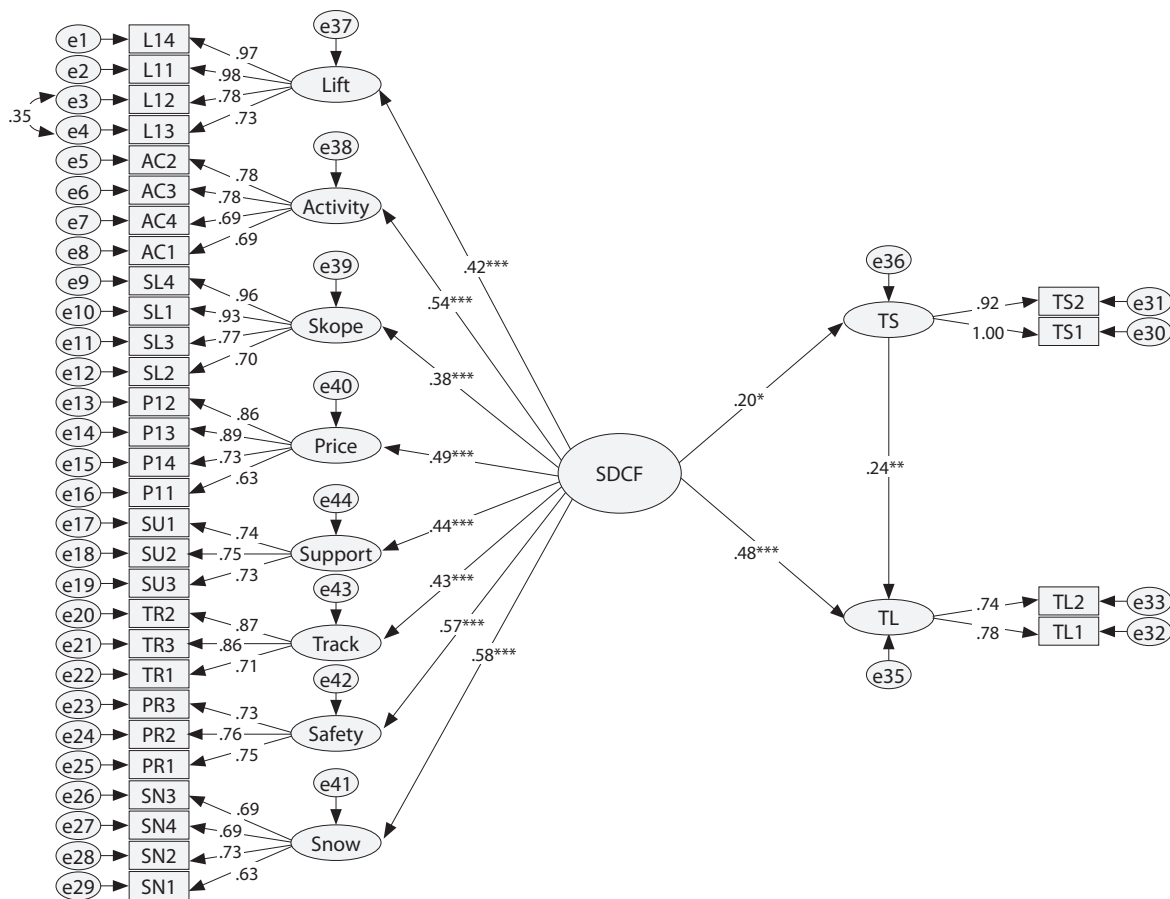 e37
e1 L14
.97
e2 L11
.98
Lift
e3 L12
.78
.35
.73
e4 L13
e38
e5 AC2
.78
e6 AC3
.78
Activity
e7 AC4
.69
.69
e8 AC1
e39
e9 SL4
.96
e10 SL1
.93
Skope
e11 SL3
.77
.70
e12 SL2
e40
e13 P12
.86
e14 P13
.89
Price
e15 P14
.73
.63
e16 P11
e44
e17 SU1
.74
e18 SU2
.75
Support
e19 SU3
.73
e43
e20 TR2
.87
e21 TR3
.86
Track
e22 TR1
.71
e42
e23 PR3
.73
e24 PR2
.76
Safety
e25 PR1
.75
e41
e26 SN3
.69
e27 SN4
.69
Snow
e28 SN2
.73
.63
e29 SN1
.42***
.54***
.38***
.49***
.44***
.43***
.57***
.58***
SDCF
.20*
.48***
e36
TS
.92
TS2 e31
1.00
TS1 e30
.24**
TL
.74
TL2 e33
.78
TL1 e32
e35